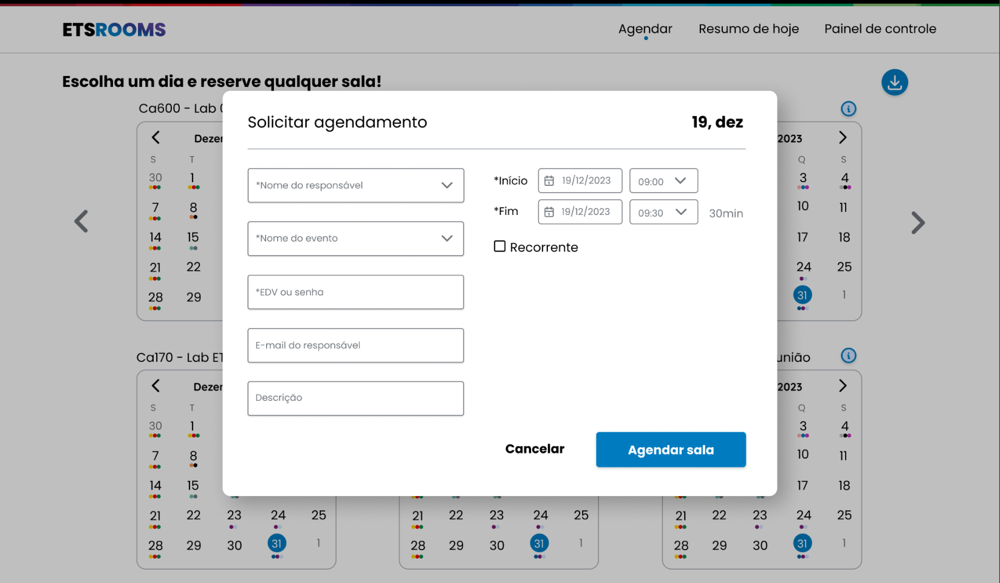 ETSROOMS
Agendar Resumo de hoje Painel de controle
Escolha um dia e reserve qualquer sala!
Ca600 - Lab
Dezer
S T
30 1
7 8
14 15
21 22
28 29
2023
Q S
3 4
10 11
17 18
24 25
31 1
Solicitar agendamento 19, dez
*Nome do responsável
*Nome do evento
*EDV ou senha
E-mail do responsável
Descrição
*Início 19/12/2023 09:00
*Fim 19/12/2023 09:30 30min
Recorrente
Cancelar Agendar sala
Ca170 - Lab ET
Dezer
S T
30 1
7 8
14 15
21 22 23 24 25
28 29 30 31 1
21 22 23 24 25
28 29 30 31 1
união
2023
Q S
3 4
10 11
17 18
21 22 23 24 25
28 29 30 31 1